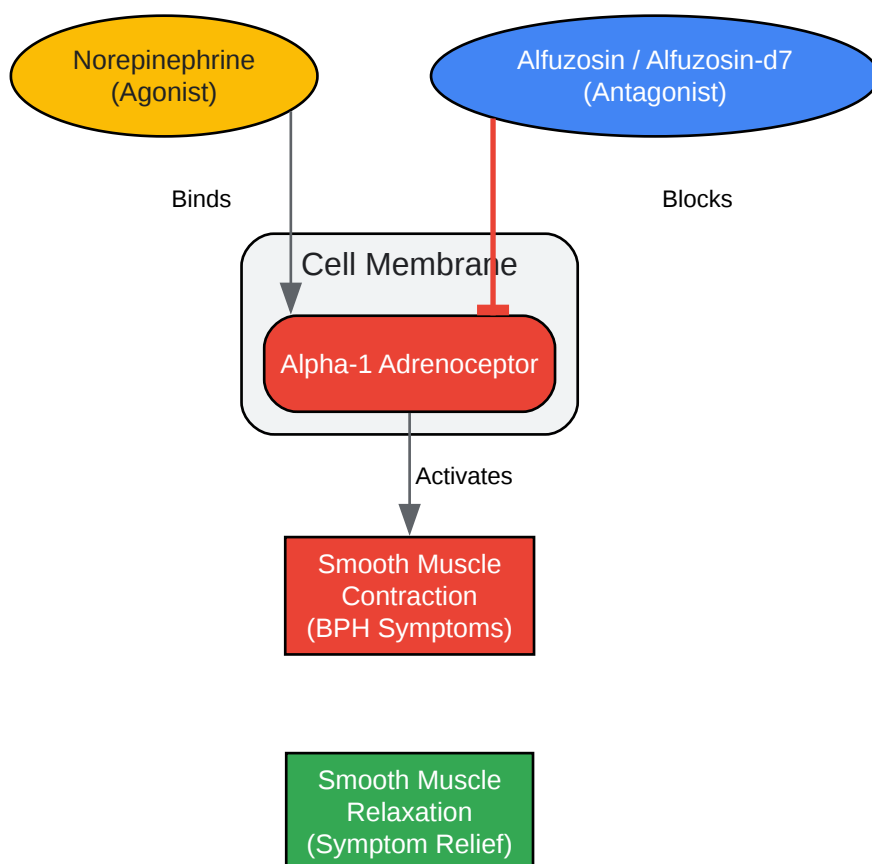 Norepinephrine
(Agonist)
Alfuzosin / Alfuzosin-d7
(Antagonist)
Binds
Blocks
Cell Membrane
Alpha-1 Adrenoceptor
Activates
Smooth Muscle
Contraction
(BPH Symptoms)
Smooth Muscle
Relaxation
(Symptom Relief)